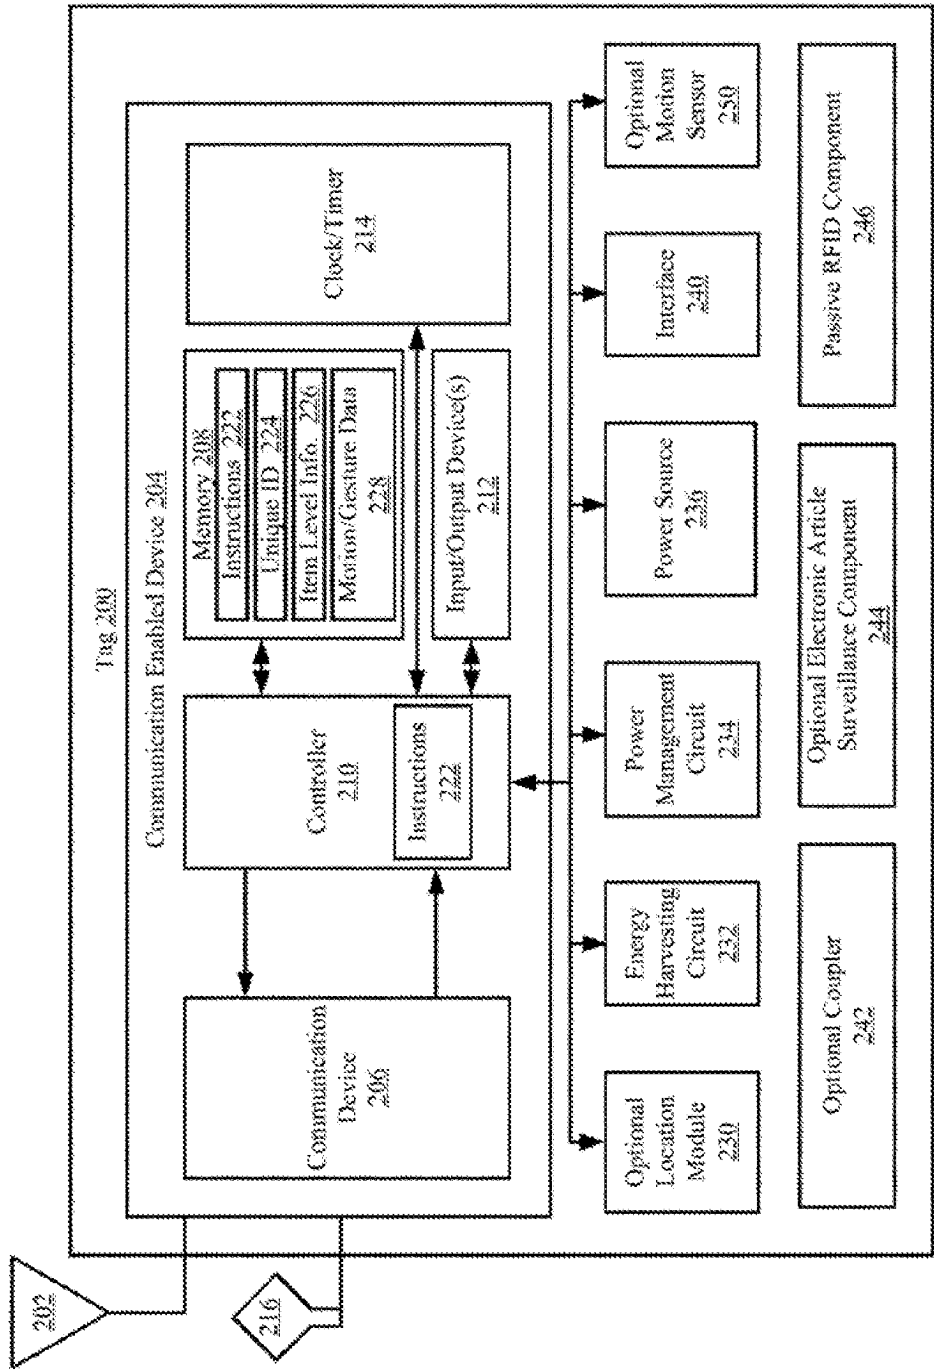 Tag 200
Communication Enabled Device 204
202
216
Communication
Device
206
Controller
210
Instructions
222
Memory 208
Instructions 222
Unique ID 224
Item Level Info. 226
Motion/Gesture Data
228
Input/Output Device(s)
212
Clock/Timer
214
Optional
Location
Module
230
Energy
Harvesting
Circuit
232
Power
Management
Circuit
234
Power Source
236
Interface
240
Optional
Motion
Sensor
250
Optional Coupler
242
Optional Electronic Article
Surveillance Component
244
Passive RFID Component
246